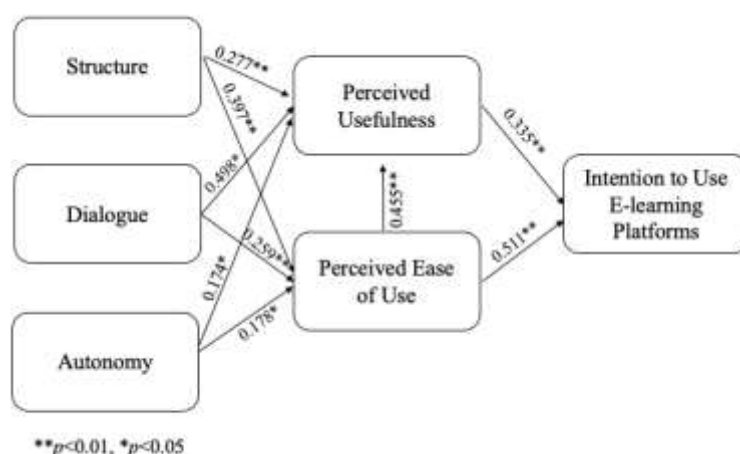 Structure
0.277**
0.397**
Perceived
Usefulness
0.335**
Dialogue
0.498*
0.259**
0.455**
Intention to Use
E-learning
Platforms
Perceived Ease
of Use
0.511**
0.174*
0.178*
Autonomy
**p<0.01, *p<0.05